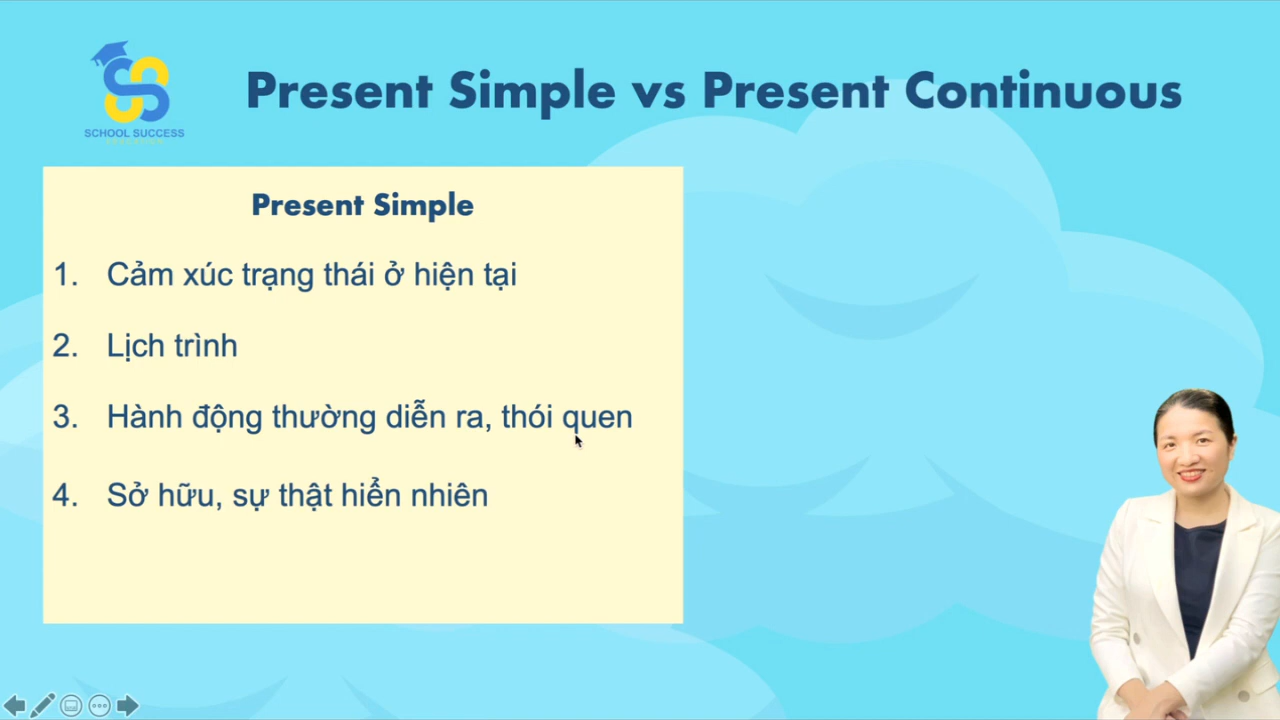 SCHOOL SUCCESS
Present Simple vs Present Continuous
Present Simple
1. Cảm xúc trạng thái ở hiện tại
2. Lịch trình
3. Hành động thường diễn ra, thói quen
4. Sở hữu, sự thật hiển nhiên